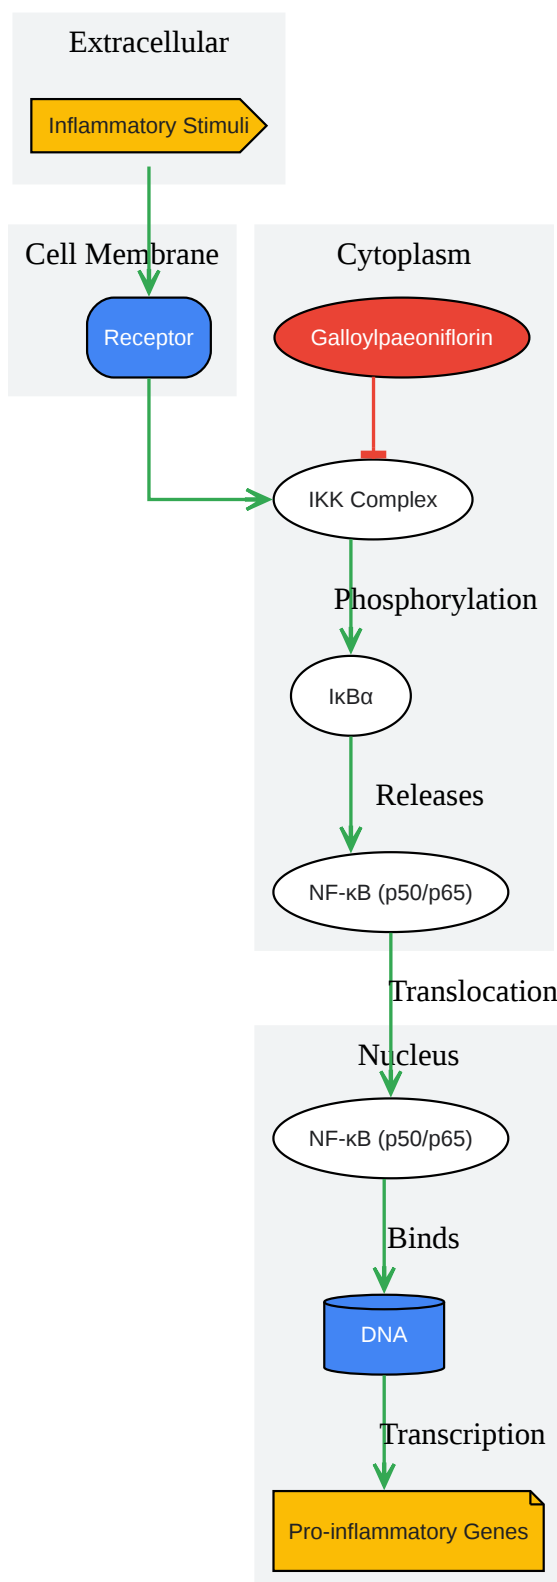 Extracellular
Inflammatory Stimuli
Cell Membrane
Receptor
Cytoplasm
Galloylpaeoniflorin
IKK Complex
Phosphorylation
IκBα
Releases
NF-κB (p50/p65)
Translocation
Nucleus
NF-κB (p50/p65)
Binds
DNA
Transcription
Pro-inflammatory Genes